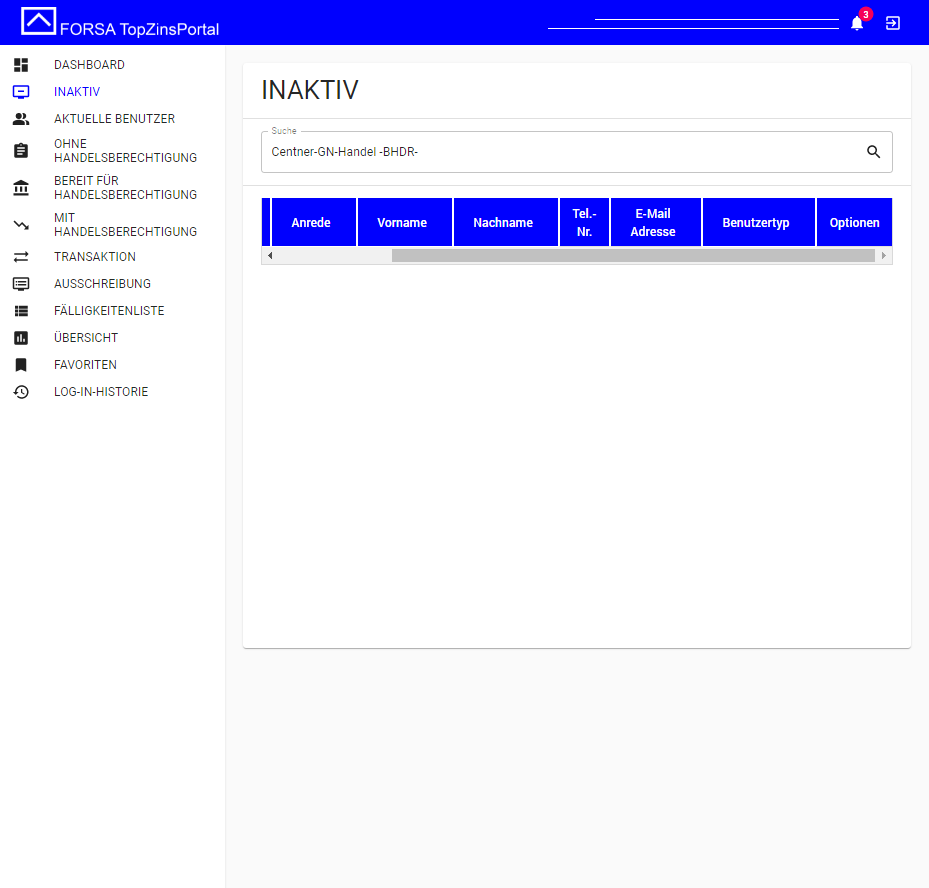 FORSA TopZinsPortal
3
DASHBOARD
INAKTIV
AKTUELLE BENUTZER
OHNE
HANDELSBERECHTIGUNG
BEREIT FÜR
HANDELSBERECHTIGUNG
MIT
HANDELSBERECHTIGUNG
TRANSAKTION
AUSSCHREIBUNG
FÄLLIGKEITENLISTE
ÜBERSICHT
FAVORITEN
LOG-IN-HISTORIE
INAKTIV
Suche
Centner-GN-Handel -BHDR-
Anrede Vorname Nachname Tel.-Nr. E-Mail Adresse Benutzertyp Optionen